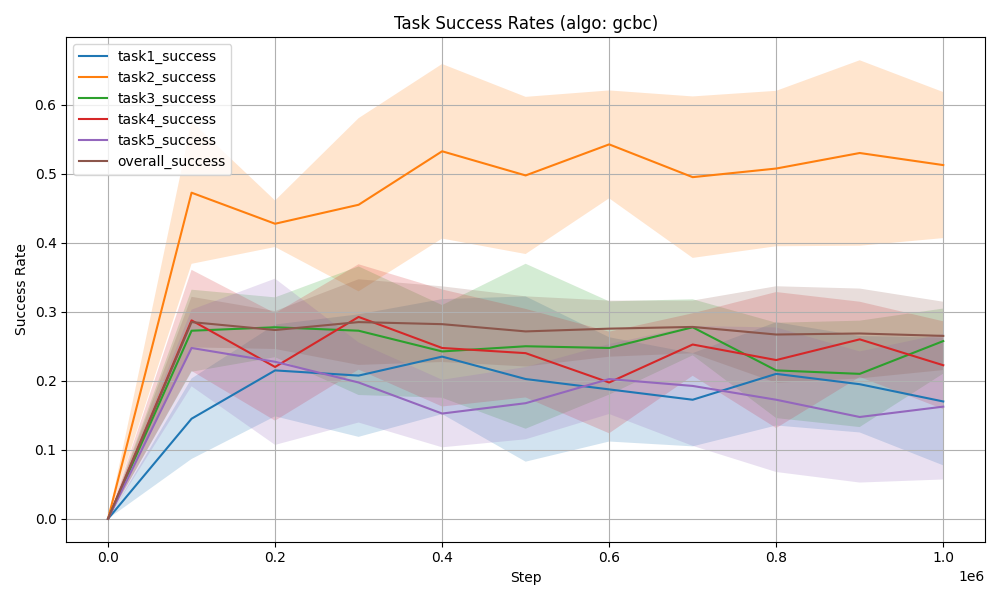 Task Success Rates (algo: gcbc)
task1_success
task2_success
task3_success
task4_success
task5_success
overall_success
Success Rate
0.6
0.5
0.4
0.3
0.2
0.1
0.0
0.0 0.2 0.4 0.6 0.8 1.0
1e6
Step